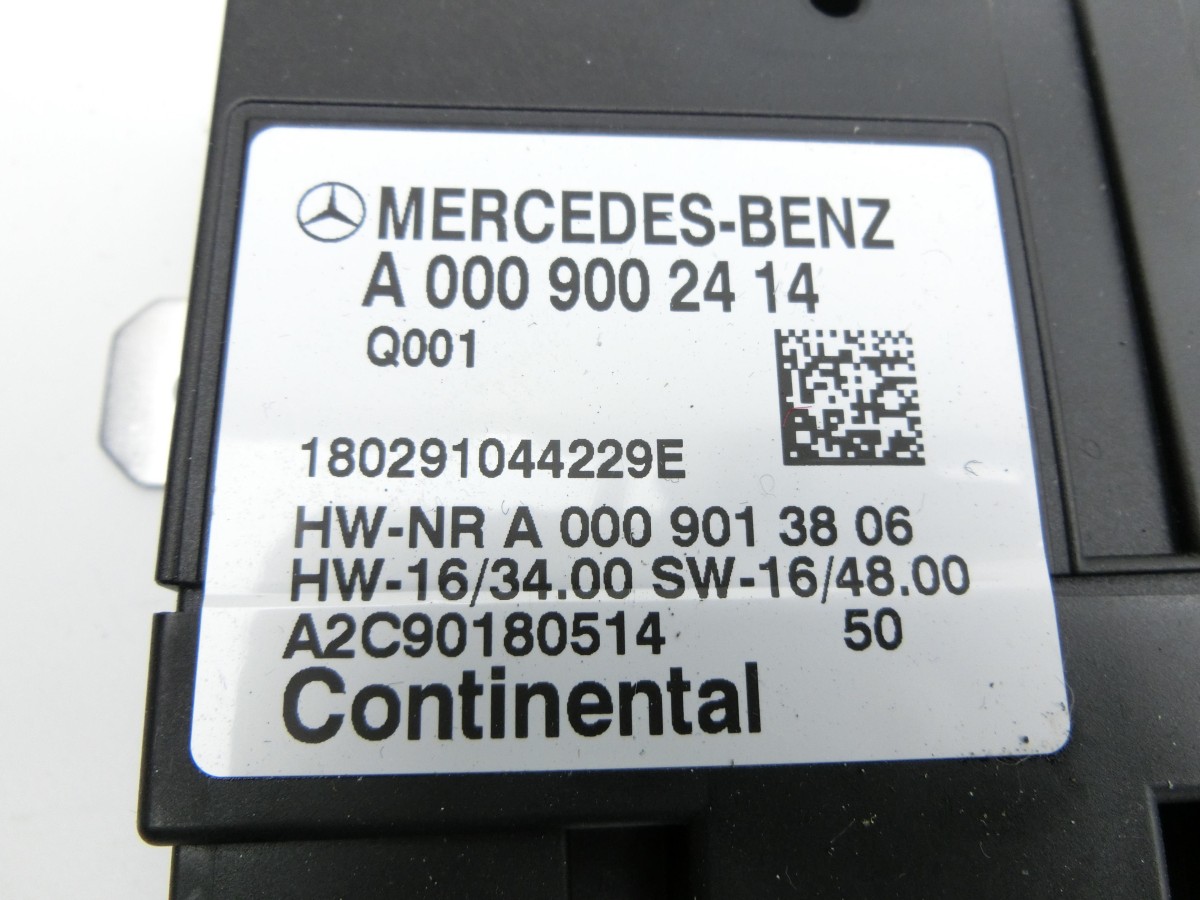 MERCEDES-BENZ
A 000 900 24 14
Q001
180291044229E
HW-NR A 000 901 38 06
HW-16/34.00 SW-16/48.00
A2C90180514 50
Continental